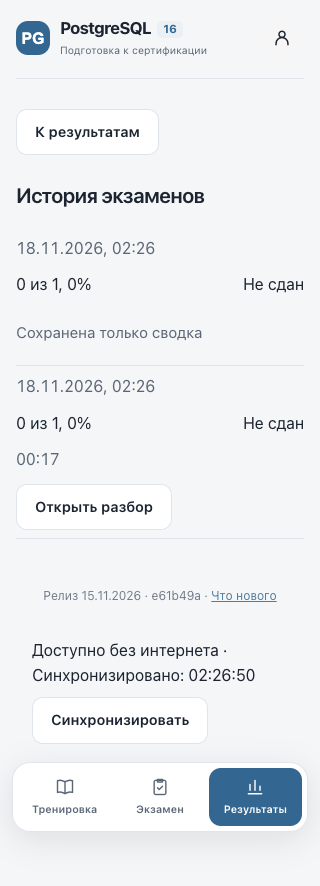 PG PostgreSQL 16
Подготовка к сертификации
К результатам
История экзаменов
18.11.2026, 02:26
0 из 1, 0% Не сдан
Сохранена только сводка
18.11.2026, 02:26
0 из 1, 0% Не сдан
00:17
Открыть разбор
Релиз 15.11.2026 · e61b49a · Что нового
Доступно без интернета ·
Синхронизировано: 02:26:50
Синхронизировать
Тренировка Экзамен Результаты